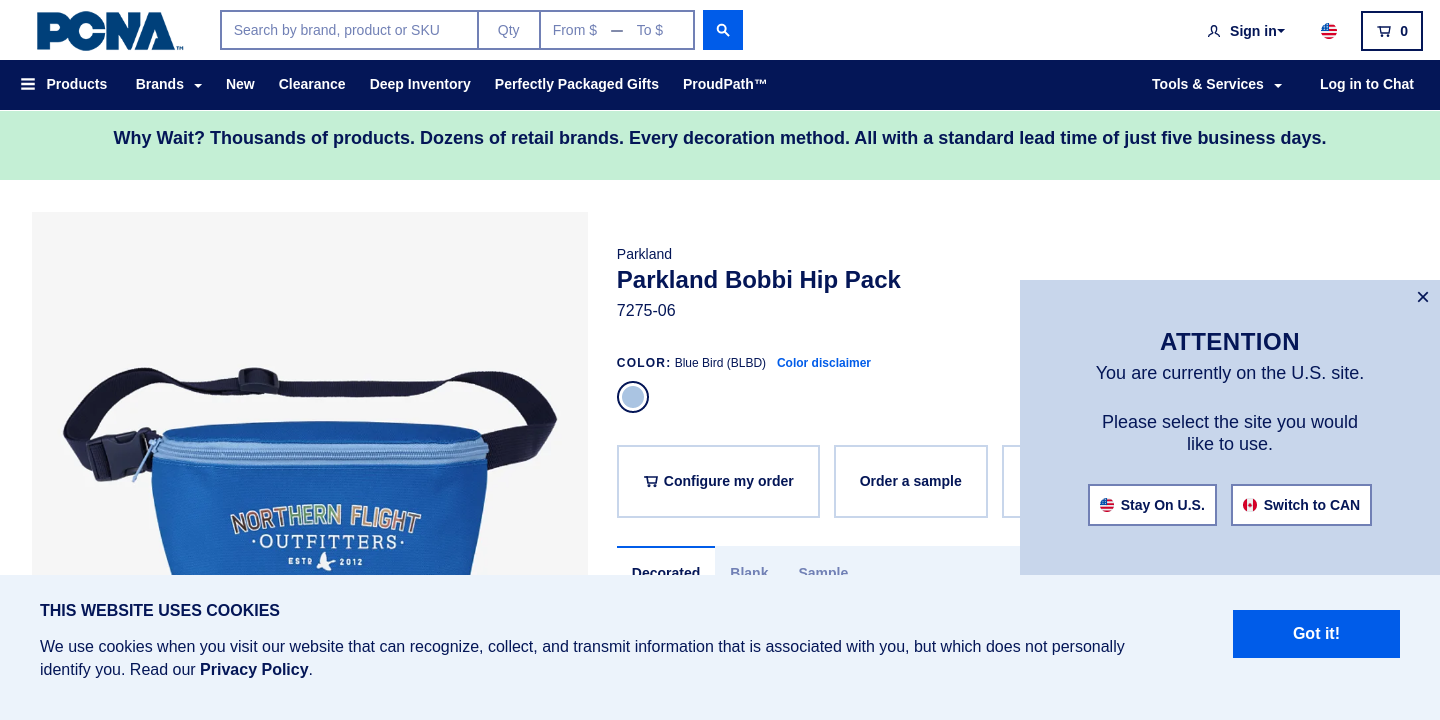 PCNA™
Search by brand, product or SKU
Qty
From $ — To $
Sign in
0
Products
Brands
New
Clearance
Deep Inventory
Perfectly Packaged Gifts
ProudPath™
Tools & Services
Log in to Chat
Why Wait? Thousands of products. Dozens of retail brands. Every decoration method. All with a standard lead time of just five business days.
Parkland
Parkland Bobbi Hip Pack
7275-06
COLOR: Blue Bird (BLBD) Color disclaimer
Configure my order
Order a sample
Decorated
Blank
Sample
NORTHERN FLIGHT
·OUTFITTERS·
ESTD 2012
×
ATTENTION
You are currently on the U.S. site.
Please select the site you would
like to use.
Stay On U.S.
Switch to CAN
THIS WEBSITE USES COOKIES
We use cookies when you visit our website that can recognize, collect, and transmit information that is associated with you, but which does not personally
identify you. Read our Privacy Policy.
Got it!